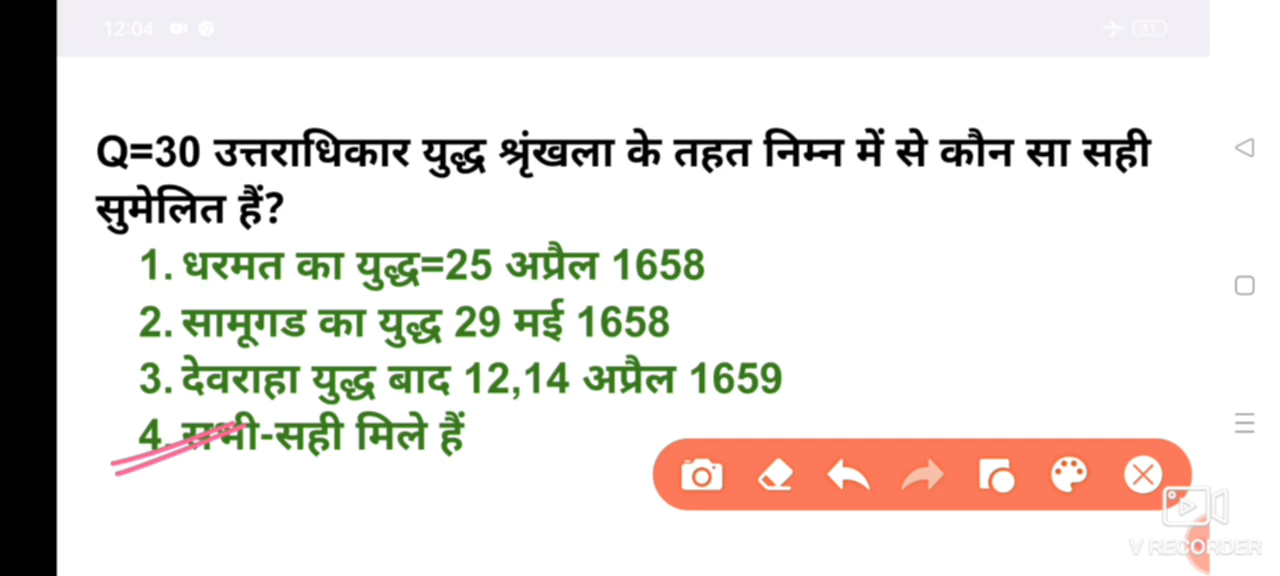 12:04
51
Q=30 उत्तराधिकार युद्ध श्रृंखला के तहत निम्न में से कौन सा सही
सुमेलित हैं?
1. धरमत का युद्ध=25 अप्रैल 1658
2. सामूगड का युद्ध 29 मई 1658
3. देवराहा युद्ध बाद 12,14 अप्रैल 1659
4. सभी-सही मिले हैं
V RECORDER